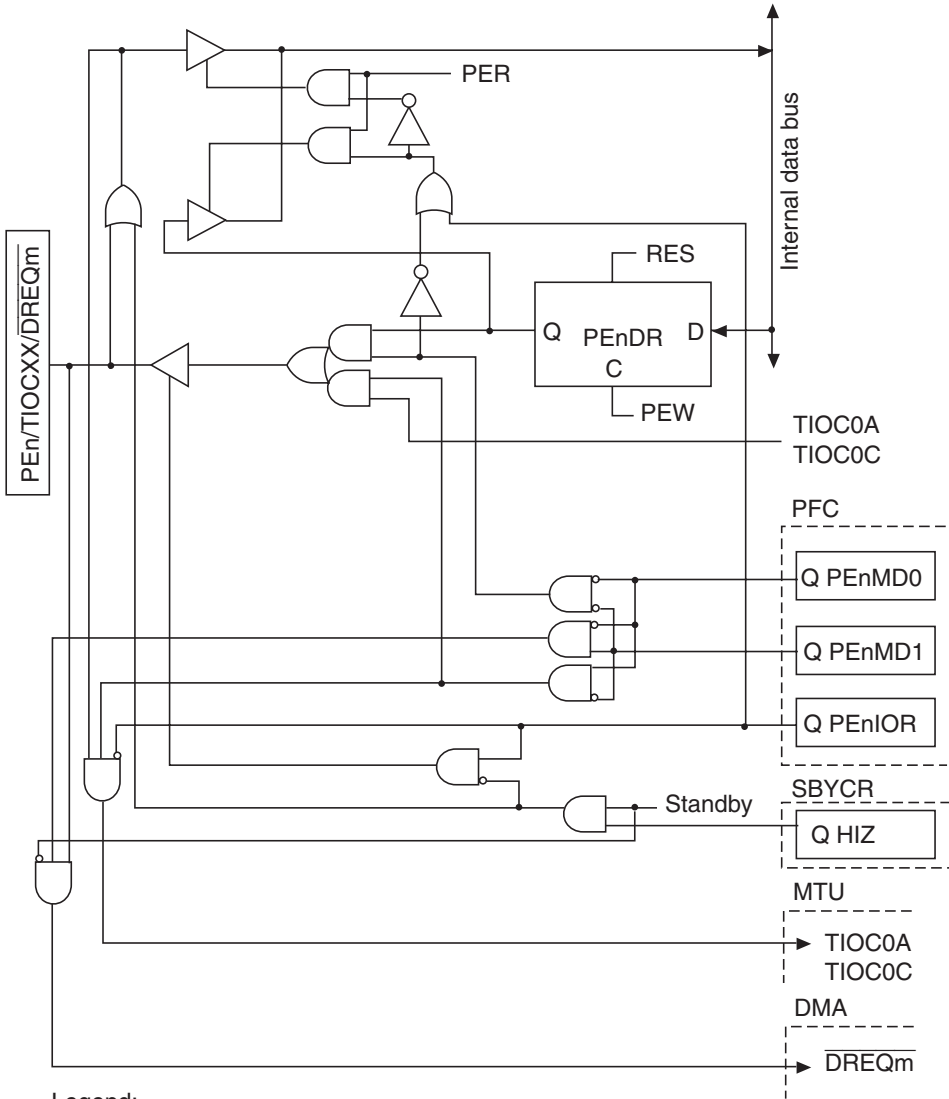 PER
Internal data bus
PEn/TIOCXX/DREQm
RES
Q PEnDR D
C
PEW
TIOC0A
TIOC0C
PFC
Q PEnMD0
Q PEnMD1
Q PEnIOR
SBYCR
Standby
Q HIZ
MTU
TIOC0A
TIOC0C
DMA
DREQm
Legend: